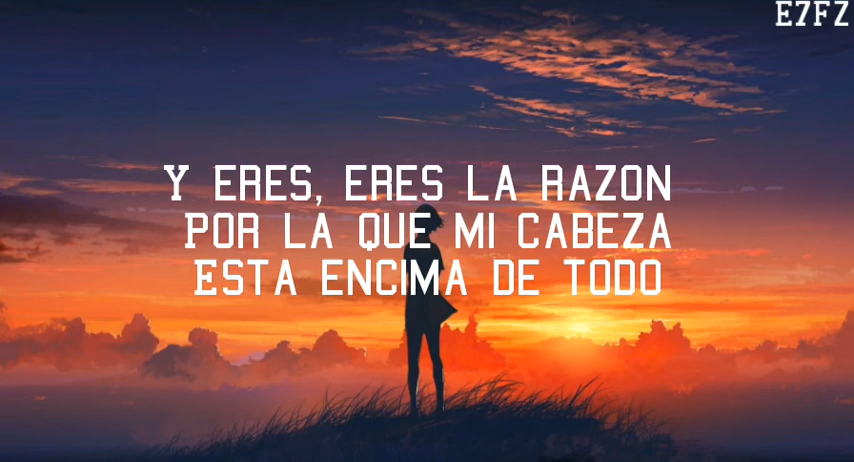 E7FZ
Y ERES, ERES LA RAZON
POR LA QUE MI CABEZA
ESTA ENCIMA DE TODO